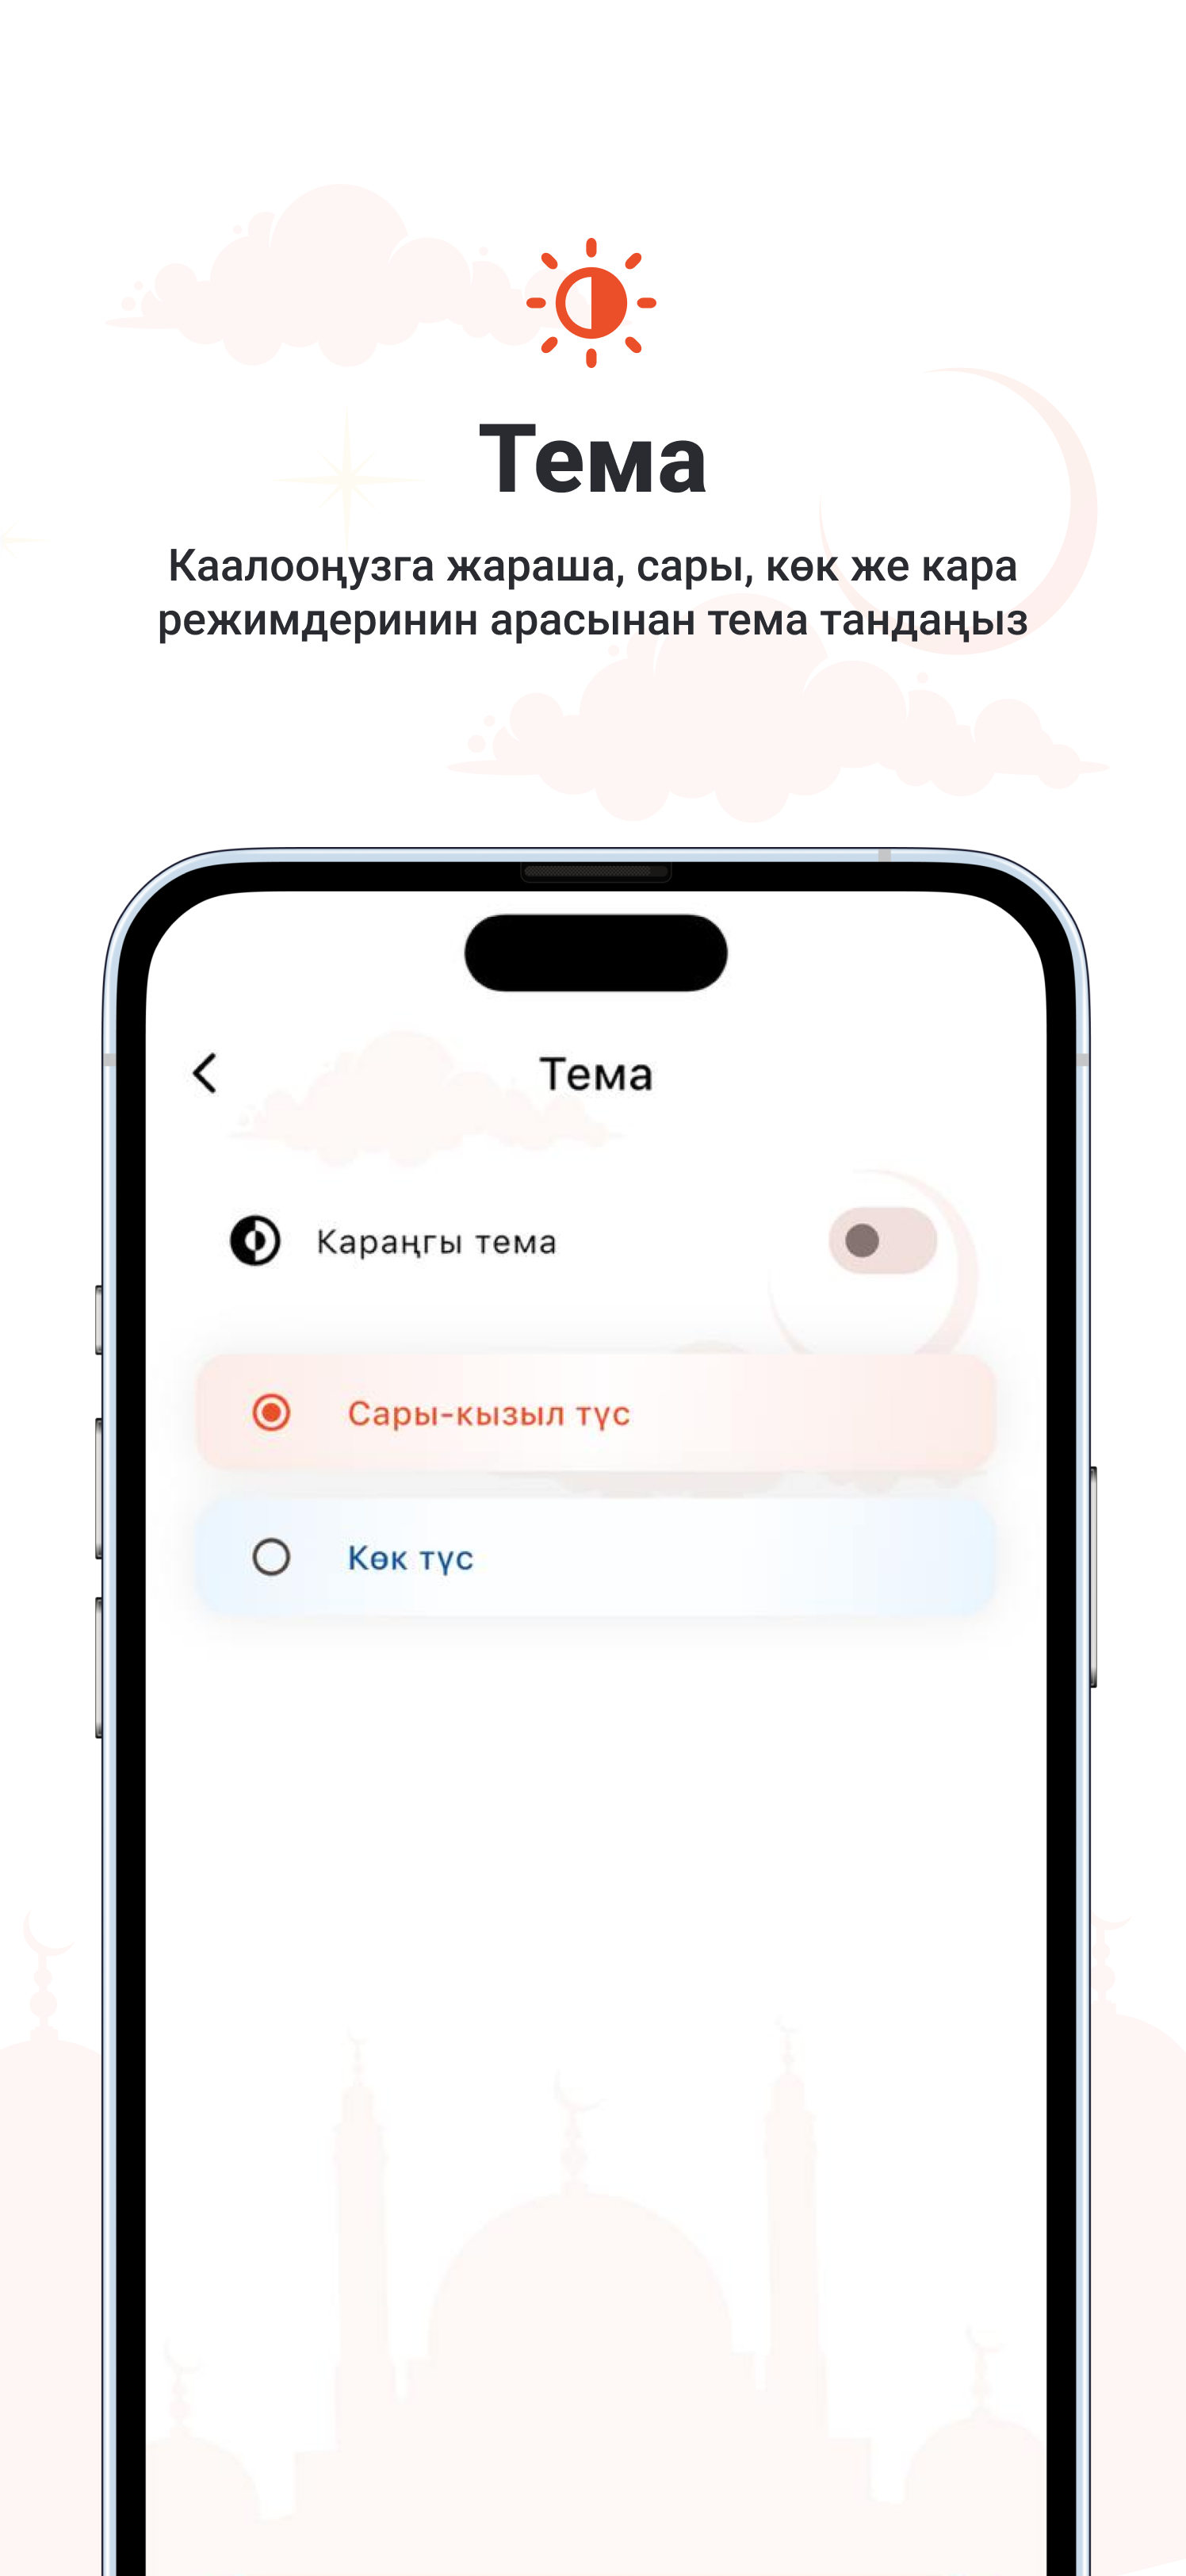 Тема
Каалооңузга жараша, сары, көк же кара
режимдеринин арасынан тема тандаңыз
Тема
Караңгы тема
Сары-кызыл түс
Көк түс